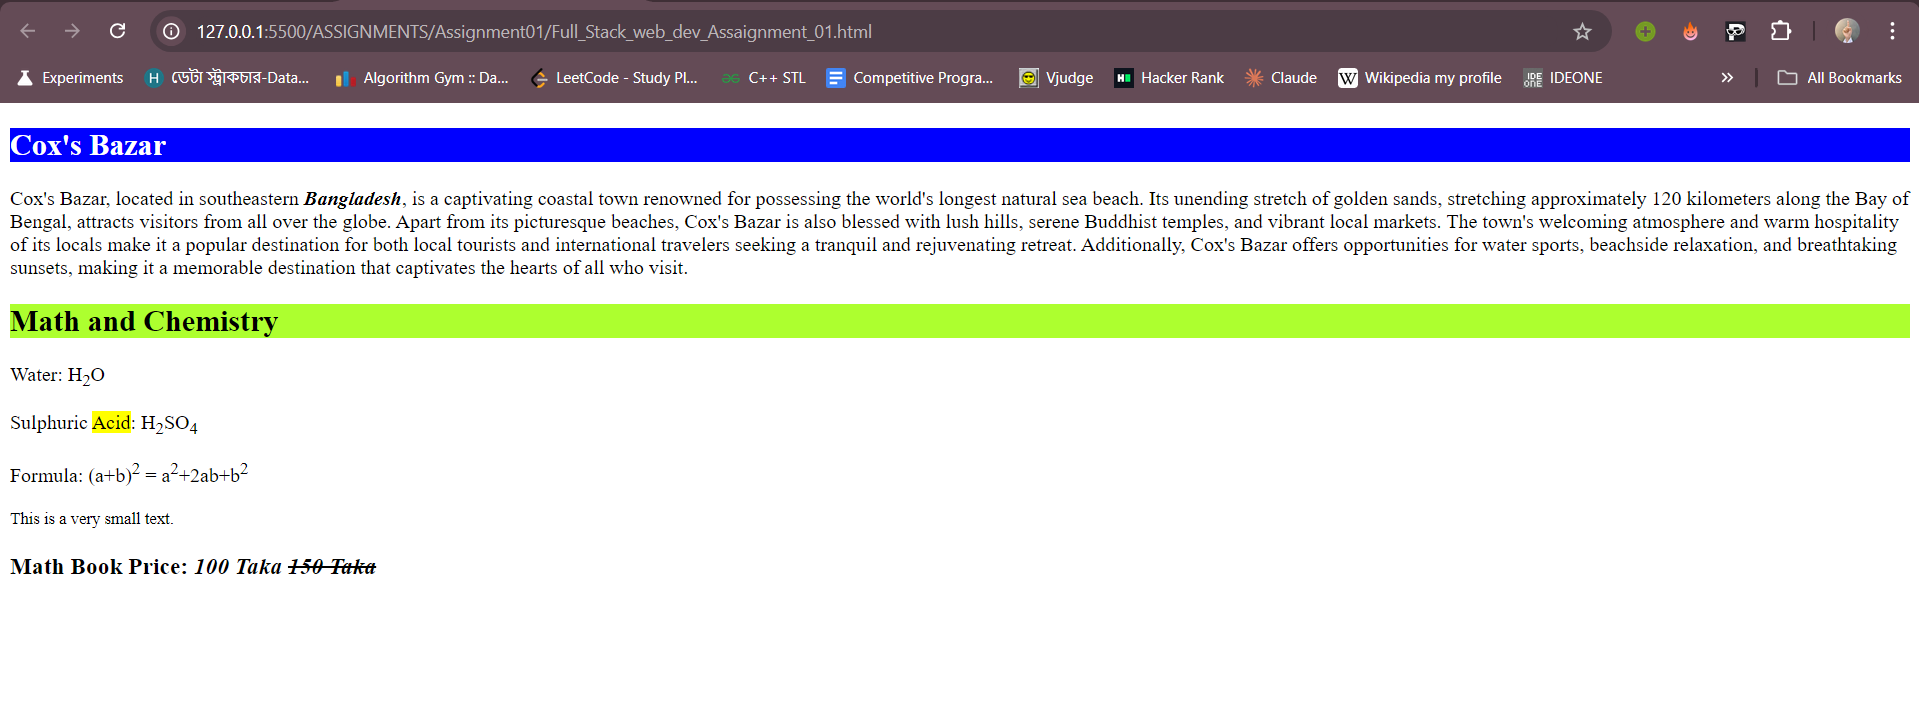 127.0.0.1:5500/ASSIGNMENTS/Assignment01/Full_Stack_web_dev_Assaignment_01.html
Experiments H ডেটা স্ট্রাকচার-Data... Algorithm Gym :: Da... LeetCode - Study Pl... C++ STL Competitive Progra... Vjudge H Hacker Rank Claude W Wikipedia my profile IDE ONE IDEONE » All Bookmarks
Cox's Bazar
Cox's Bazar, located in southeastern Bangladesh, is a captivating coastal town renowned for possessing the world's longest natural sea beach. Its unending stretch of golden sands, stretching approximately 120 kilometers along the Bay of
Bengal, attracts visitors from all over the globe. Apart from its picturesque beaches, Cox's Bazar is also blessed with lush hills, serene Buddhist temples, and vibrant local markets. The town's welcoming atmosphere and warm hospitality
of its locals make it a popular destination for both local tourists and international travelers seeking a tranquil and rejuvenating retreat. Additionally, Cox's Bazar offers opportunities for water sports, beachside relaxation, and breathtaking
sunsets, making it a memorable destination that captivates the hearts of all who visit.
Math and Chemistry
Water: H₂O
Sulphuric Acid: H₂SO₄
Formula: (a+b)² = a²+2ab+b²
This is a very small text.
Math Book Price: 100 Taka 150 Taka